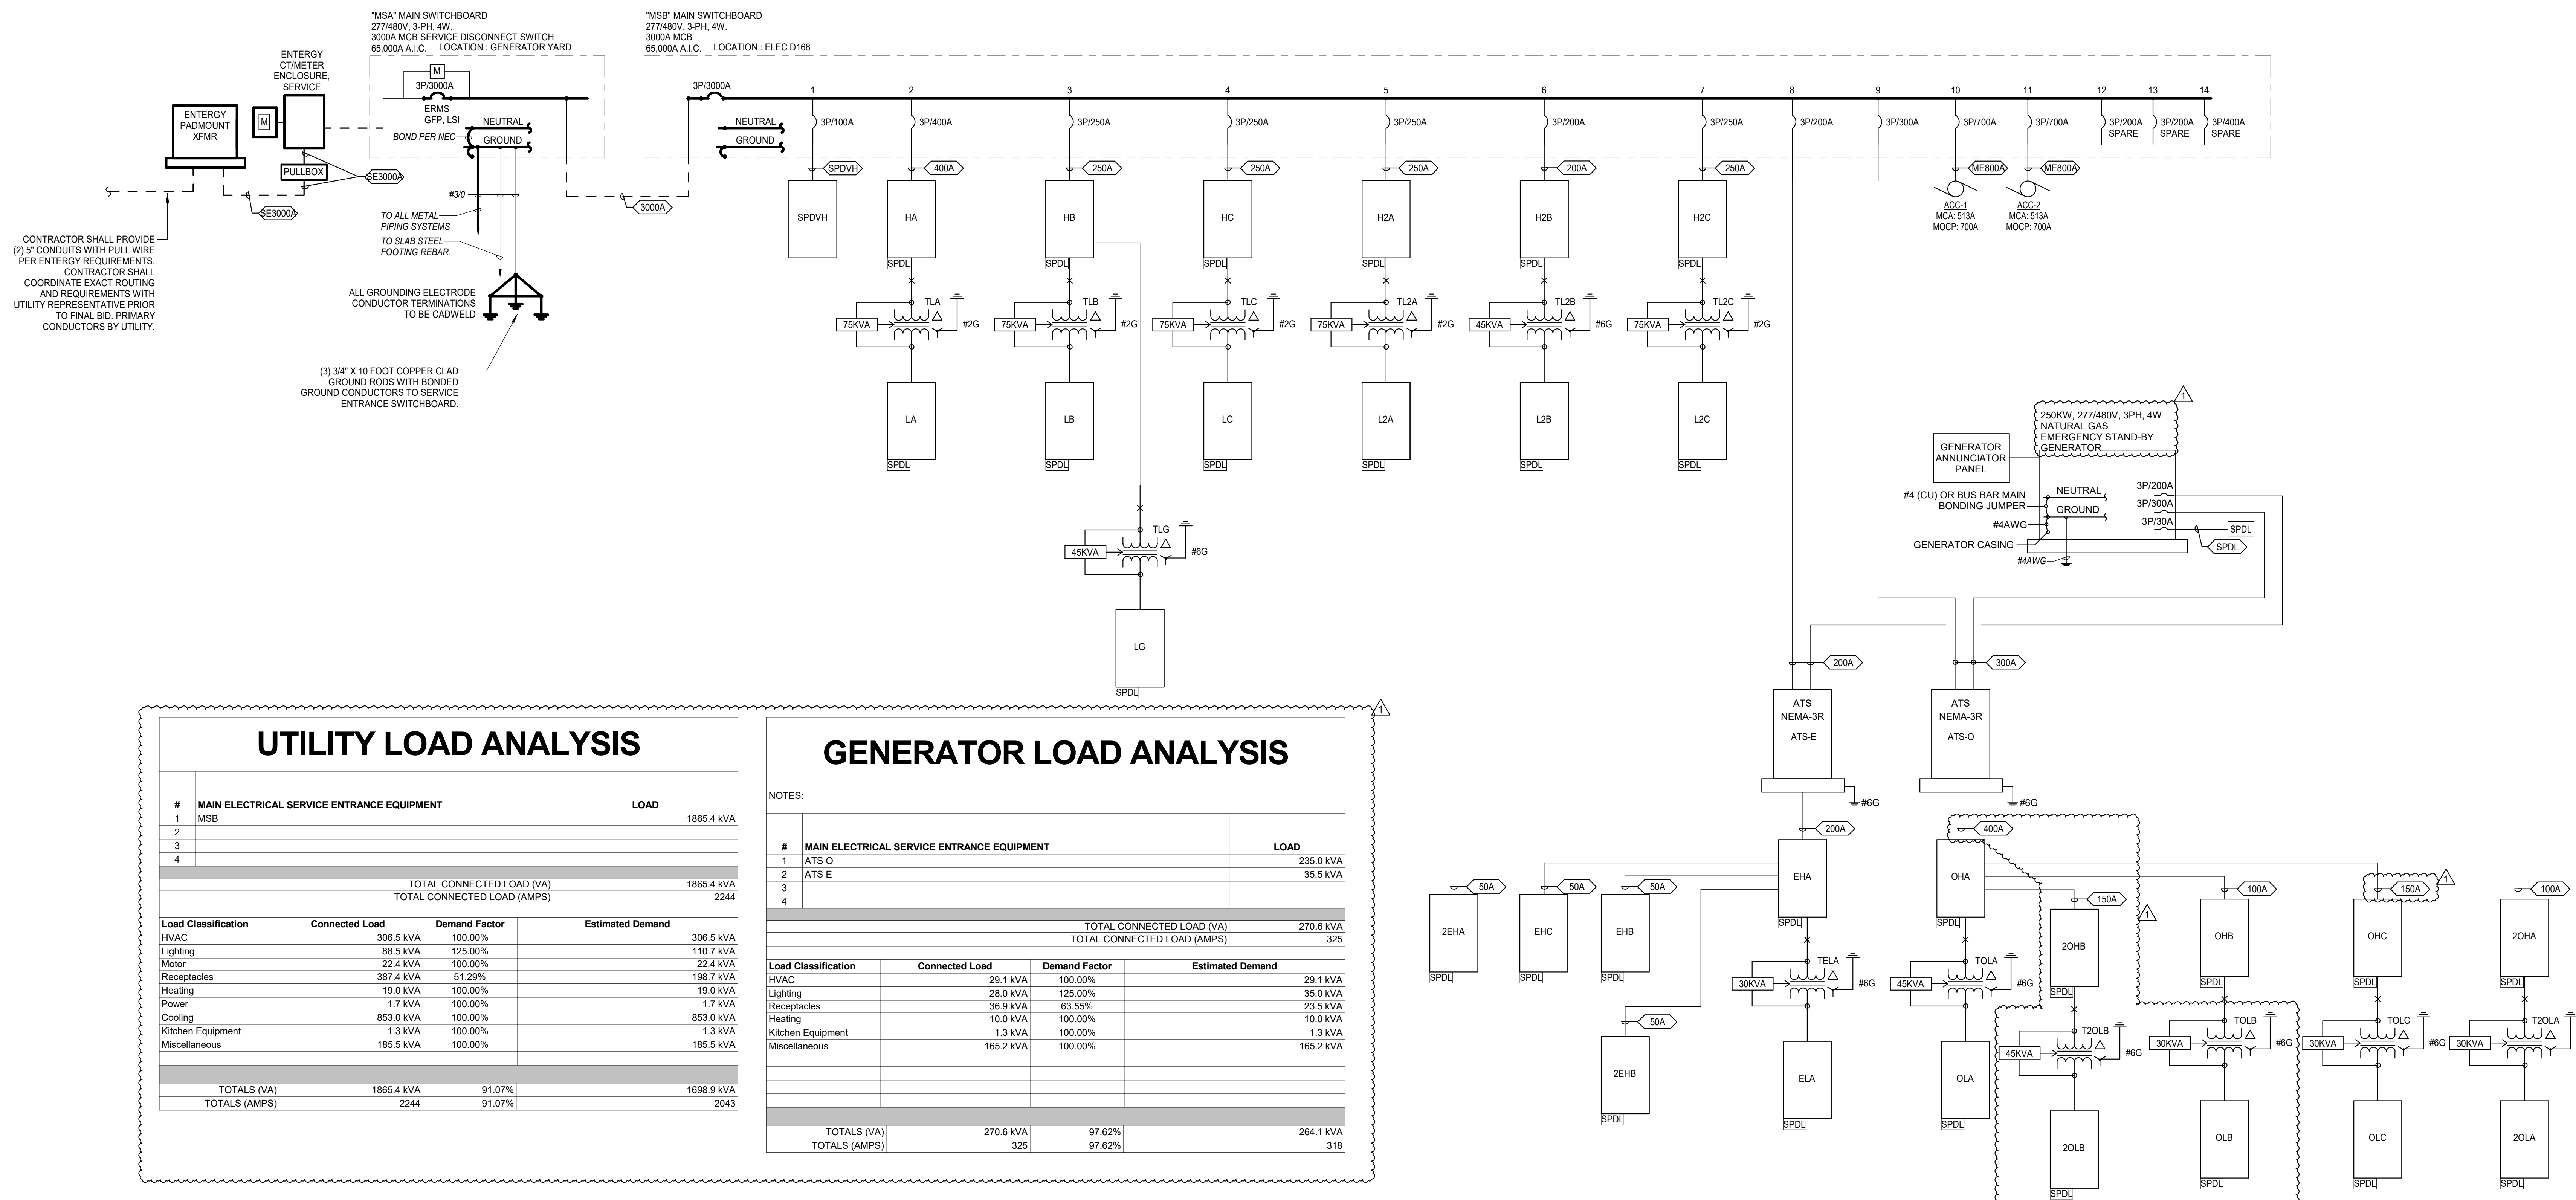 "MSA" MAIN SWITCHBOARD
277/480V, 3-PH, 4W.
3000A MCB SERVICE DISCONNECT SWITCH
65,000A A.I.C. LOCATION : GENERATOR YARD
"MSB" MAIN SWITCHBOARD
277/480V, 3-PH, 4W.
3000A MCB
65,000A A.I.C. LOCATION : ELEC D168
ENTERGY
CT/METER
ENCLOSURE,
SERVICE
ENTERGY
PADMOUNT
XFMR
M
PULLBOX
SE3000A
SE3000A
M
3P/3000A
ERMS
GFP, LSI
NEUTRAL
BOND PER NEC
GROUND
#3/0
TO ALL METAL
PIPING SYSTEMS
TO SLAB STEEL
FOOTING REBAR.
3000A
CONTRACTOR SHALL PROVIDE
(2) 5" CONDUITS WITH PULL WIRE
PER ENTERGY REQUIREMENTS.
CONTRACTOR SHALL
COORDINATE EXACT ROUTING
AND REQUIREMENTS WITH
UTILITY REPRESENTATIVE PRIOR
TO FINAL BID. PRIMARY
CONDUCTORS BY UTILITY.
ALL GROUNDING ELECTRODE
CONDUCTOR TERMINATIONS
TO BE CADWELD
(3) 3/4" X 10 FOOT COPPER CLAD
GROUND RODS WITH BONDED
GROUND CONDUCTORS TO SERVICE
ENTRANCE SWITCHBOARD.
3P/3000A
NEUTRAL
GROUND
1 2 3 4 5 6 7 8 9 10 11 12 13 14
3P/100A 3P/400A 3P/250A 3P/250A 3P/250A 3P/200A 3P/250A 3P/200A 3P/300A 3P/700A 3P/700A 3P/200A 3P/200A 3P/400A
SPARE SPARE SPARE
SPDVH 400A 250A 250A 250A 200A 250A ME800A ME800A
SPDVH HA HB HC H2A H2B H2C
ACC-1
MCA: 513A
MOCP: 700A
ACC-2
MCA: 513A
MOCP: 700A
SPDL SPDL SPDL SPDL SPDL SPDL
TLA TLB TLC TL2A TL2B TL2C
75KVA #2G 75KVA #2G 75KVA #2G 75KVA #2G 45KVA #6G 75KVA #2G
LA LB LC L2A L2B L2C
SPDL SPDL SPDL SPDL SPDL SPDL
TLG
45KVA #6G
LG
SPDL
1
250KW, 277/480V, 3PH, 4W
NATURAL GAS
EMERGENCY STAND-BY
GENERATOR
GENERATOR
ANNUNCIATOR
PANEL
#4 (CU) OR BUS BAR MAIN
BONDING JUMPER
#4AWG
GENERATOR CASING
#4AWG
NEUTRAL
GROUND
3P/200A
3P/300A
3P/30A
SPDL
SPDL
200A 300A
ATS
NEMA-3R
ATS-E
#6G
ATS
NEMA-3R
ATS-O
#6G
200A 400A
EHA
SPDL
OHA
SPDL
50A 50A 50A
2EHA EHC EHB
SPDL SPDL SPDL
50A
2EHB
SPDL
TELA
30KVA #6G
ELA
SPDL
TOLA
45KVA #6G
OLA
SPDL
150A 100A 150A 100A
1
1
2OHB OHB OHC 2OHA
SPDL SPDL SPDL SPDL
T2OLB
45KVA #6G
TOLB
30KVA #6G
TOLC
30KVA #6G
T2OLA
30KVA #6G
2OLB OLB OLC 2OLA
SPDL SPDL SPDL SPDL
1
UTILITY LOAD ANALYSIS
# MAIN ELECTRICAL SERVICE ENTRANCE EQUIPMENT LOAD
1 MSB 1865.4 kVA
2
3
4
TOTAL CONNECTED LOAD (VA) 1865.4 kVA
TOTAL CONNECTED LOAD (AMPS) 2244
Load Classification Connected Load Demand Factor Estimated Demand
HVAC 306.5 kVA 100.00% 306.5 kVA
Lighting 88.5 kVA 125.00% 110.7 kVA
Motor 22.4 kVA 100.00% 22.4 kVA
Receptacles 387.4 kVA 51.29% 198.7 kVA
Heating 19.0 kVA 100.00% 19.0 kVA
Power 1.7 kVA 100.00% 1.7 kVA
Cooling 853.0 kVA 100.00% 853.0 kVA
Kitchen Equipment 1.3 kVA 100.00% 1.3 kVA
Miscellaneous 185.5 kVA 100.00% 185.5 kVA
TOTALS (VA) 1865.4 kVA 91.07% 1698.9 kVA
TOTALS (AMPS) 2244 91.07% 2043
GENERATOR LOAD ANALYSIS
NOTES:
# MAIN ELECTRICAL SERVICE ENTRANCE EQUIPMENT LOAD
1 ATS O 235.0 kVA
2 ATS E 35.5 kVA
3
4
TOTAL CONNECTED LOAD (VA) 270.6 kVA
TOTAL CONNECTED LOAD (AMPS) 325
Load Classification Connected Load Demand Factor Estimated Demand
HVAC 29.1 kVA 100.00% 29.1 kVA
Lighting 28.0 kVA 125.00% 35.0 kVA
Receptacles 36.9 kVA 63.55% 23.5 kVA
Heating 10.0 kVA 100.00% 10.0 kVA
Kitchen Equipment 1.3 kVA 100.00% 1.3 kVA
Miscellaneous 165.2 kVA 100.00% 165.2 kVA
TOTALS (VA) 270.6 kVA 97.62% 264.1 kVA
TOTALS (AMPS) 325 97.62% 318